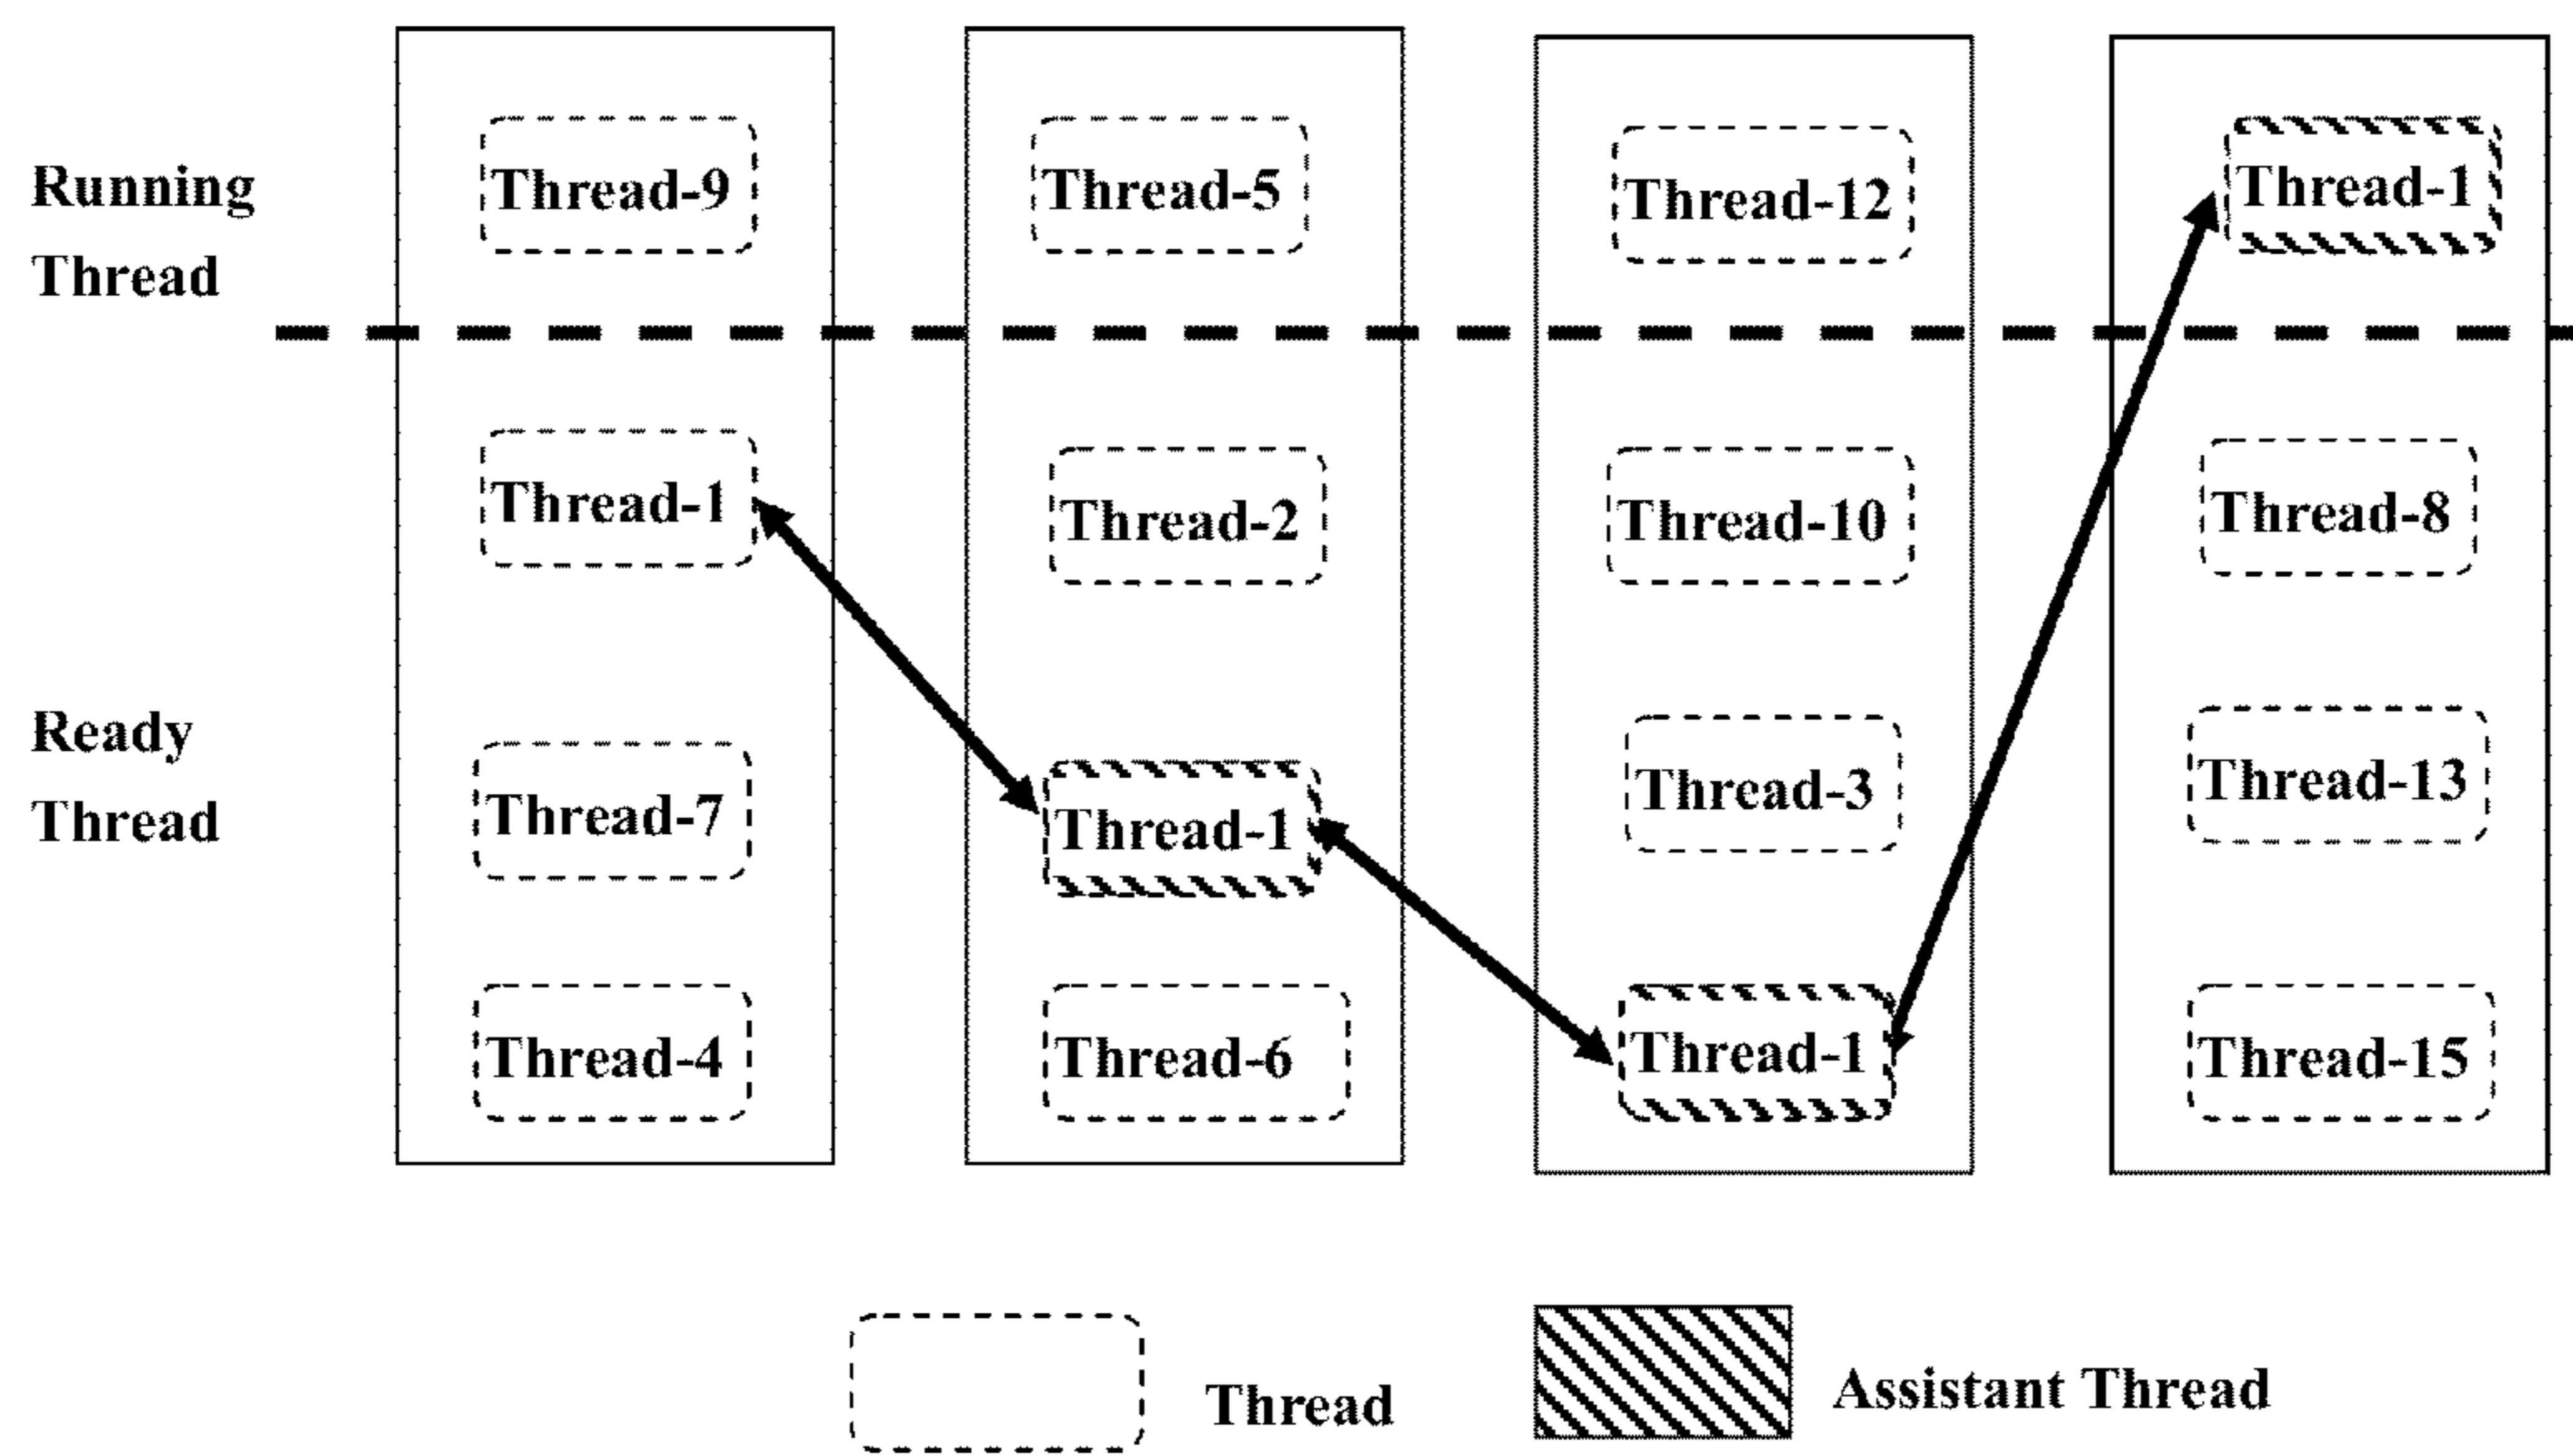 Running
Thread
Thread-9
Thread-5
Thread-12
Thread-1
Ready
Thread
Thread-1
Thread-2
Thread-10
Thread-8
Thread-7
Thread-1
Thread-3
Thread-13
Thread-4
Thread-6
Thread-1
Thread-15
Thread
Assistant Thread